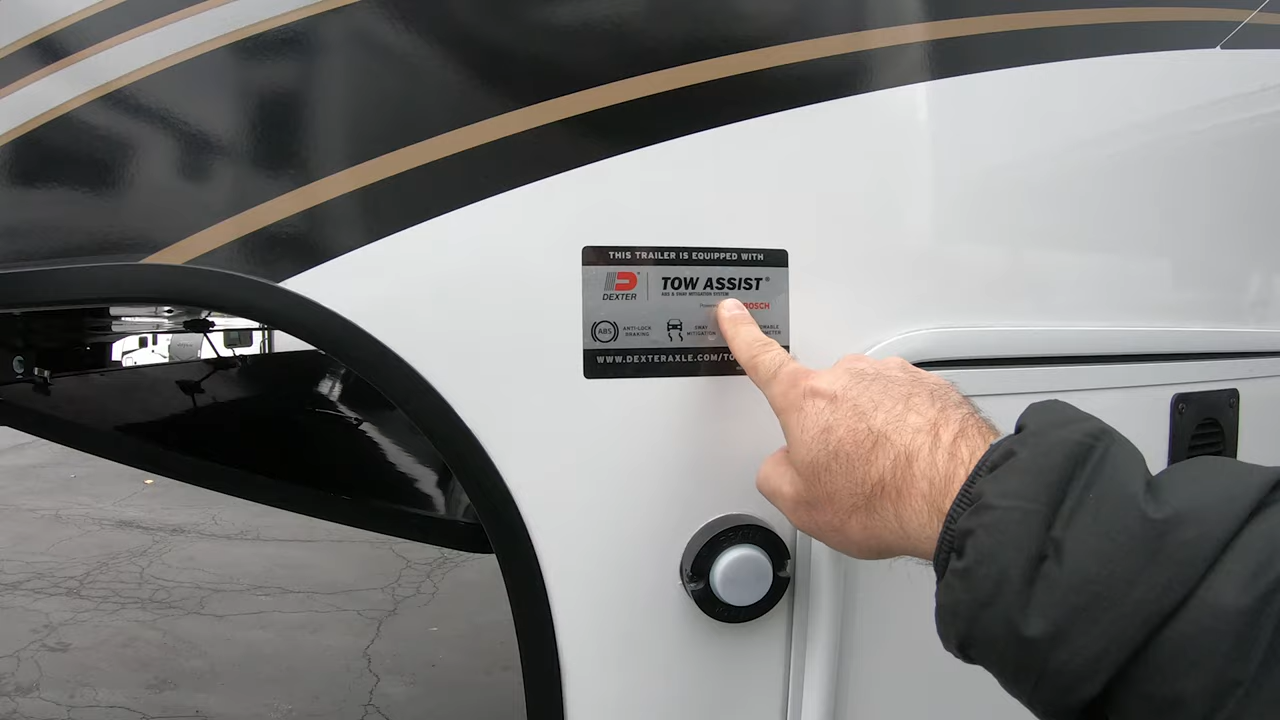 THIS TRAILER IS EQUIPPED WITH
DEXTER
TOW ASSIST®
ABS & SWAY MITIGATION SYSTEM
BOSCH
ABS
ANTI-LOCK
BRAKING
SWAY
MITIGATION
WWW.DEXTERAXLE.COM/TO